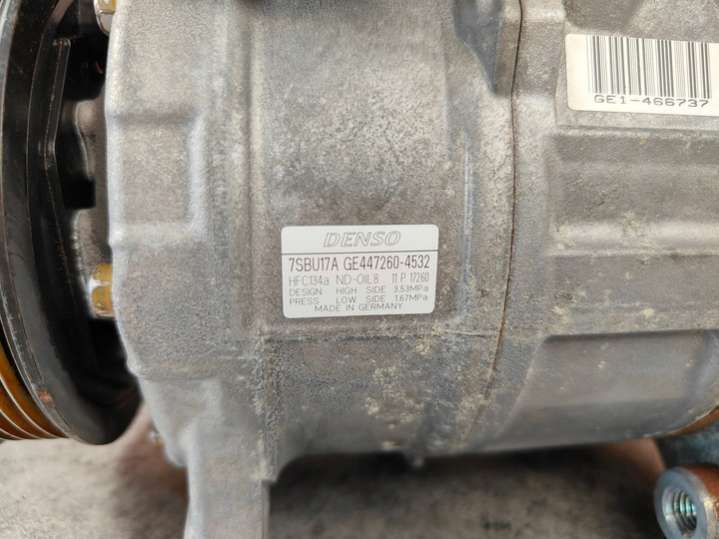 GE1-466737
DENSO
7SBU17A GE447260-4532
HFC134a ND-OIL8 11 P 17260
DESIGN HIGH SIDE 3.53MPa
PRESS LOW SIDE 1.67MPa
MADE IN GERMANY